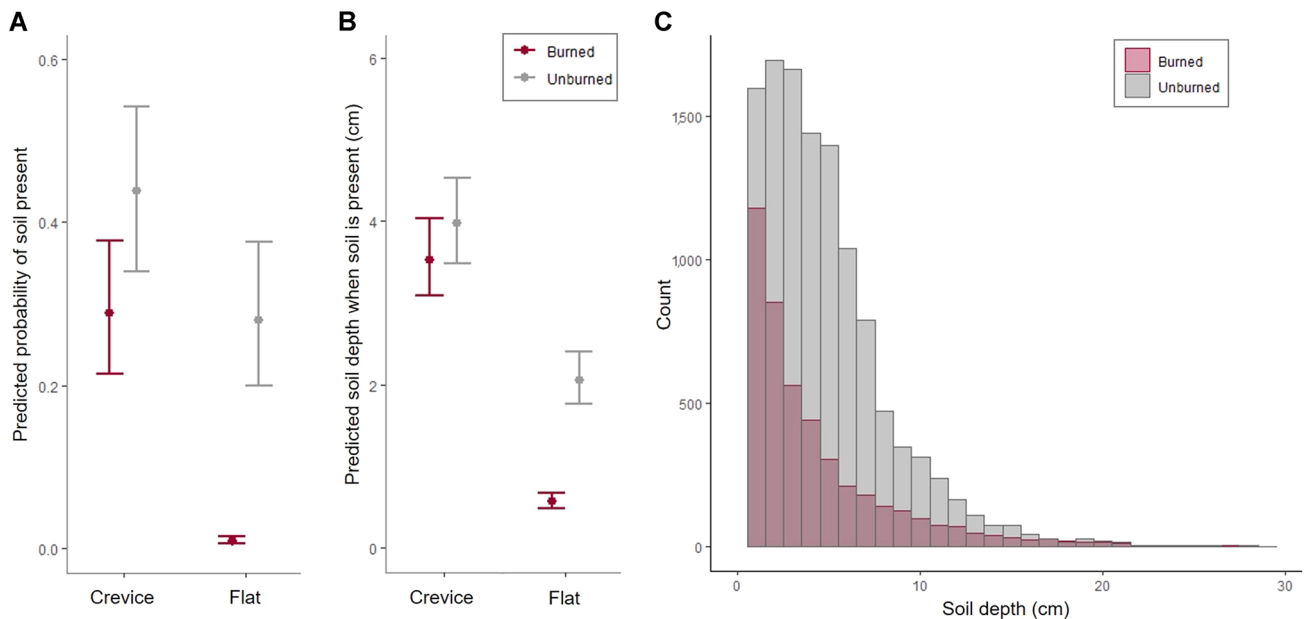 A
Predicted probability of soil present
0.6
0.4
0.2
0.0
Crevice
Flat
B
Predicted soil depth when soil is present (cm)
6
4
2
0
Crevice
Flat
Burned
Unburned
C
Count
1,500
1,000
500
0
0
10
20
30
Soil depth (cm)
Burned
Unburned